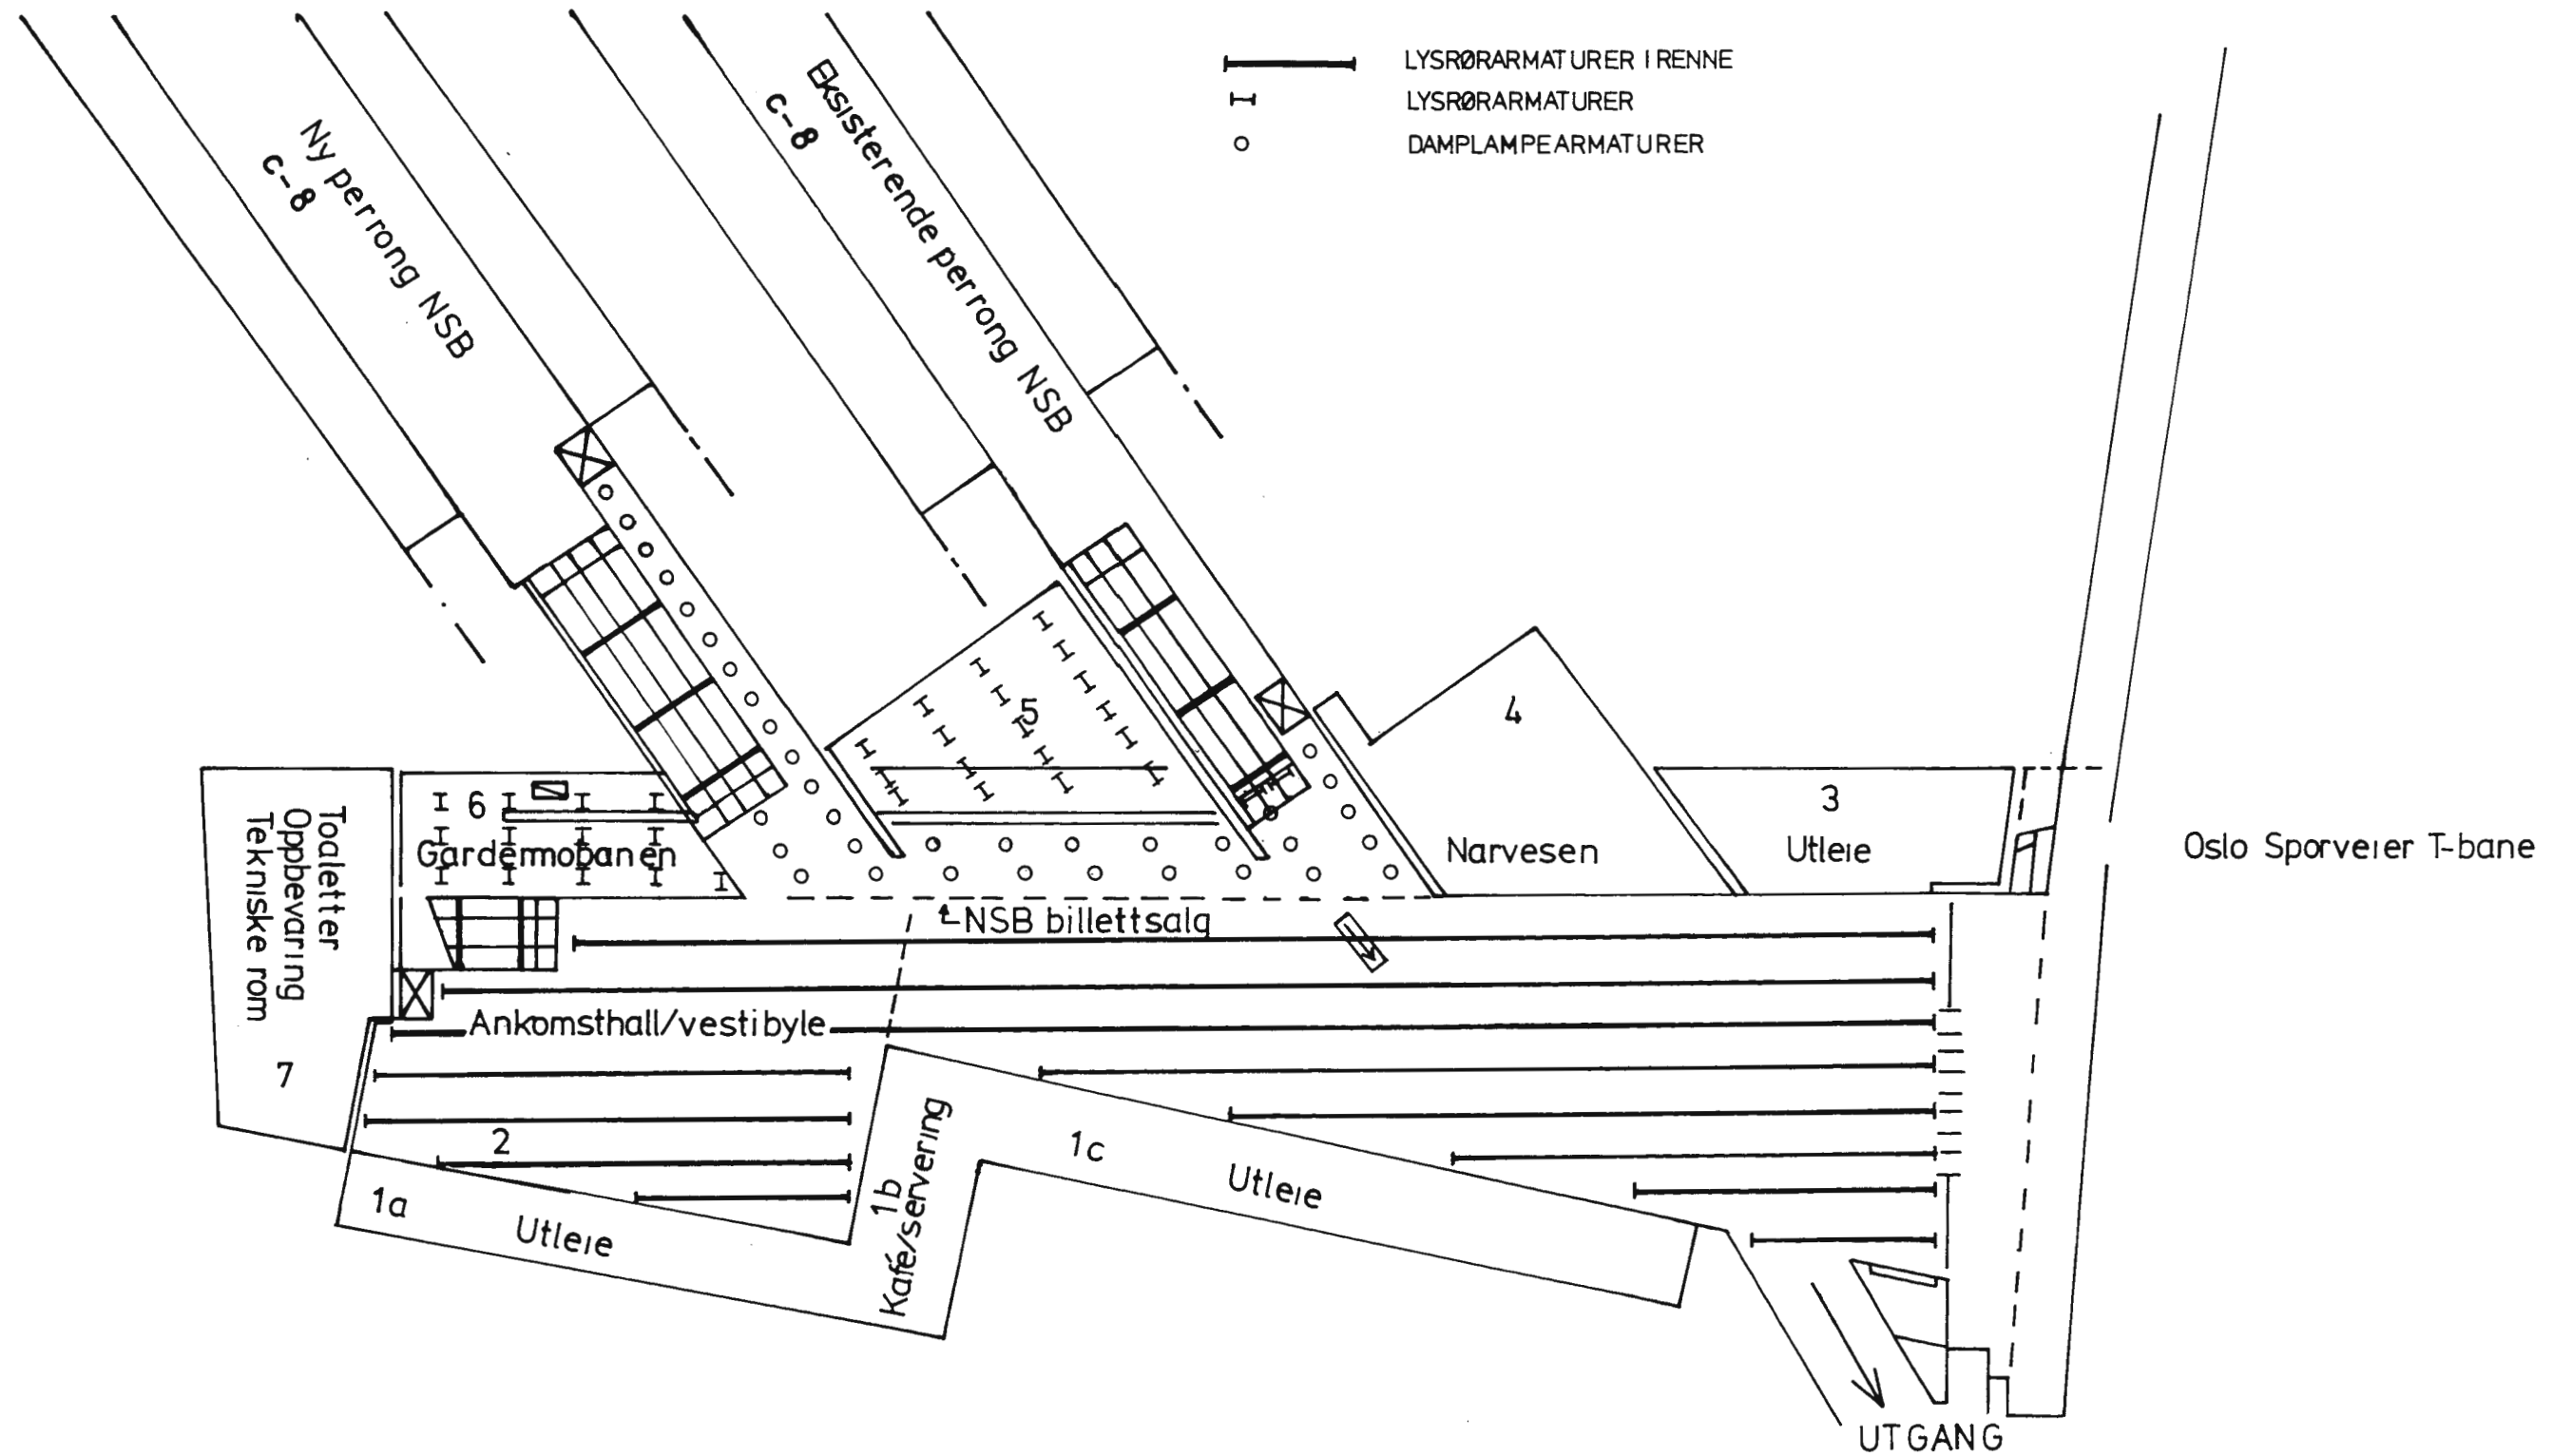 LYSRØRARMATURER I RENNE
LYSRØRARMATURER
DAMPLAMPEARMATURER
Ny perrong NSB
c-8
Eksisterende perrong NSB
c-8
5
4
Narvesen
3
Utleie
Oslo Sporveier T-bane
6
Gardermobanen
Toaletter
Oppbevaring
Tekniske rom
7
NSB billettsalg
Ankomsthall/vestibyle
2
1a
Utleie
1b
Kafé/servering
1c
Utleie
UTGANG